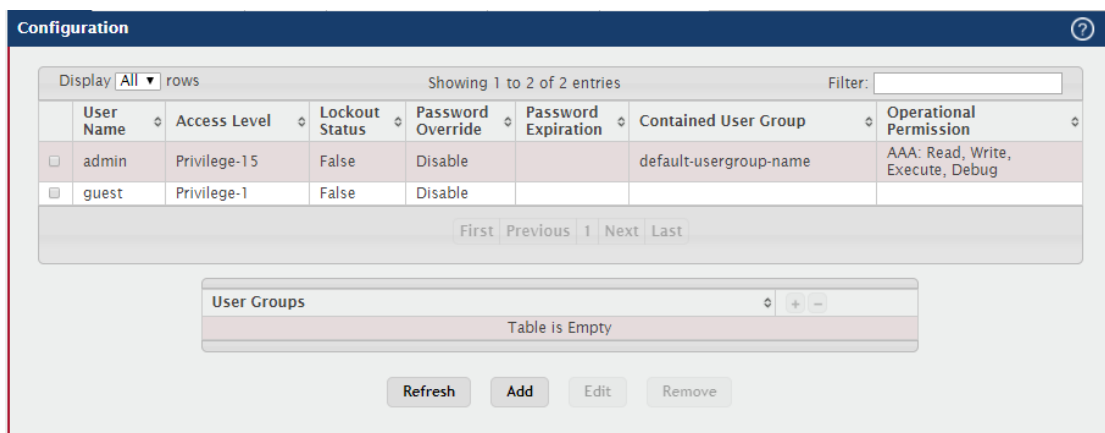 Configuration
Display All rows Showing 1 to 2 of 2 entries Filter:
User Name Access Level Lockout Status Password Override Password Expiration Contained User Group Operational Permission
admin Privilege-15 False Disable default-usergroup-name AAA: Read, Write, Execute, Debug
guest Privilege-1 False Disable
First Previous 1 Next Last
User Groups + -
Table is Empty
Refresh Add Edit Remove